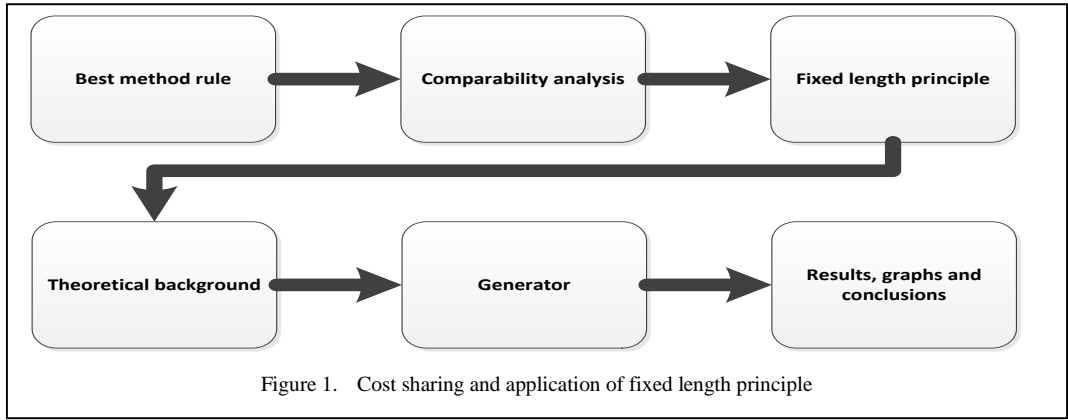 Best method rule
Comparability analysis
Fixed length principle
Theoretical background
Generator
Results, graphs and
conclusions
Figure 1. Cost sharing and application of fixed length principle